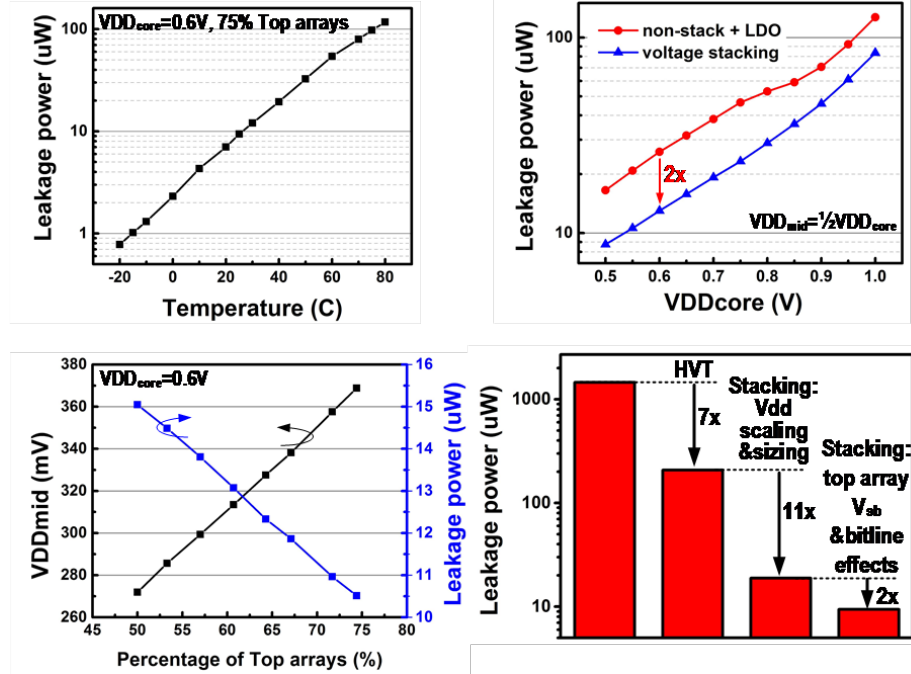 VDDcore=0.6V, 75% Top arrays
Leakage power (uW)
100
10
1
-20 0 20 40 60 80
Temperature (C)
non-stack + LDO
voltage stacking
Leakage power (uW)
100
10
2x
VDDmid=½VDDcore
0.5 0.6 0.7 0.8 0.9 1.0
VDDcore (V)
VDDcore=0.6V
VDDmid (mV)
380
360
340
320
300
280
260
16
15
14
13
12
11
10
Leakage power (uW)
45 50 55 60 65 70 75 80
Percentage of Top arrays (%)
Leakage power (uW)
1000
100
10
HVT
7x
Stacking:
Vdd
scaling
&sizing
11x
Stacking:
top array
Vsb
&bitline
effects
2x